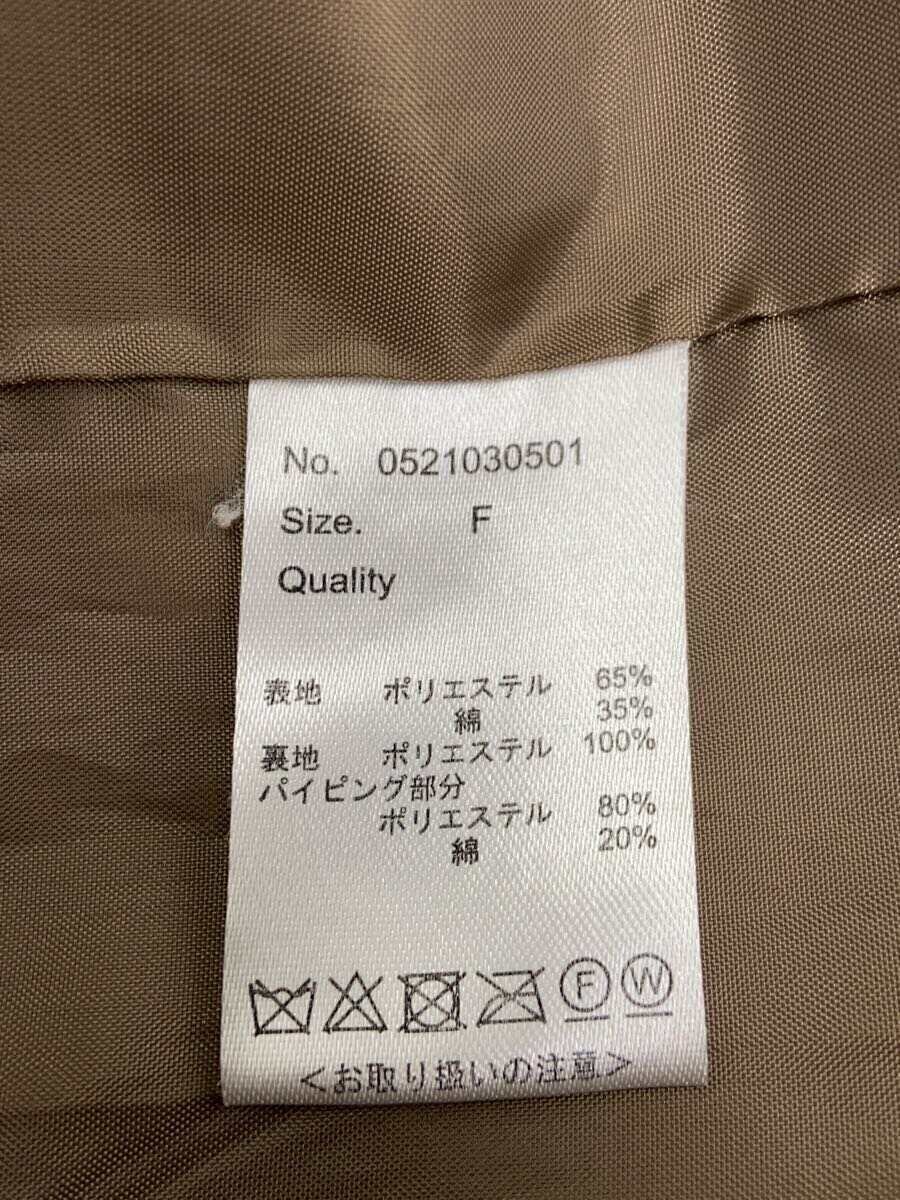 No. 0521030501
Size. F
Quality
表地 ポリエステル 65%
綿 35%
裏地 ポリエステル 100%
パイピング部分
ポリエステル 80%
綿 20%
F W
<お取り扱いの注意>